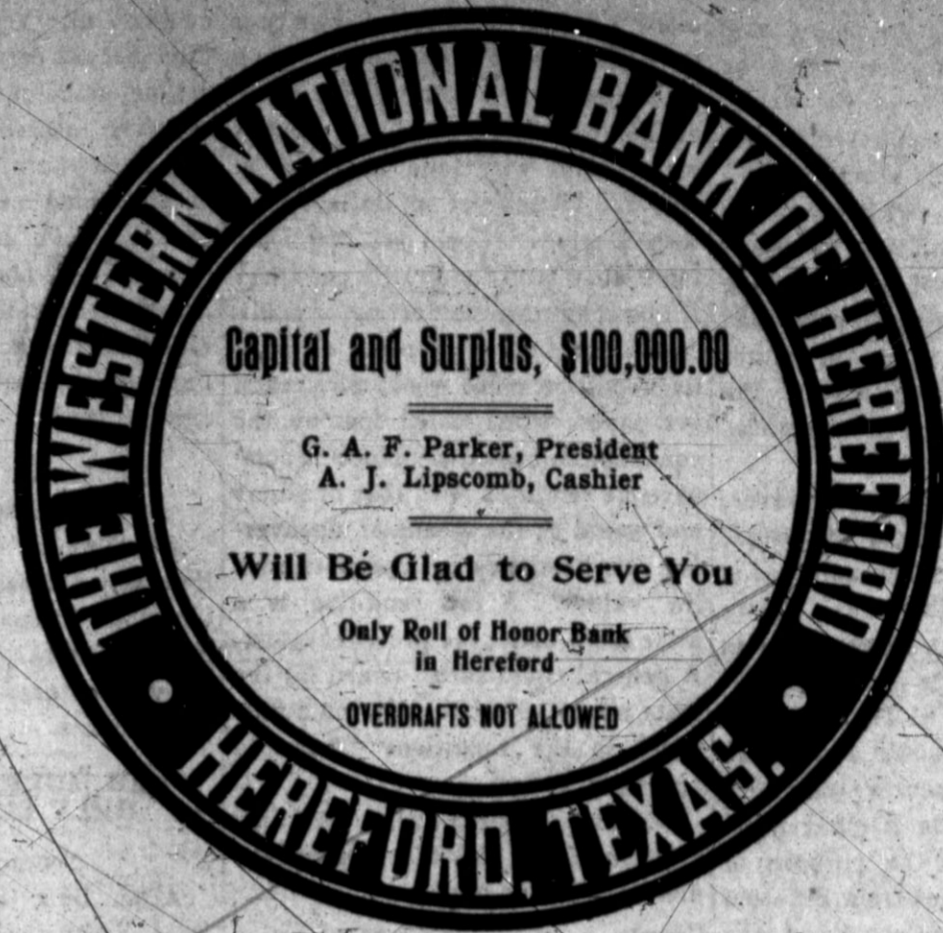 THE WESTERN NATIONAL BANK OF HEREFORD
Capital and Surplus, $100,000.00
G. A. F. Parker, President
A. J. Lipscomb, Cashier
Will Be Glad to Serve You
Only Roll of Honor Bank
in Hereford
OVERDRAFTS NOT ALLOWED
HEREFORD, TEXAS.